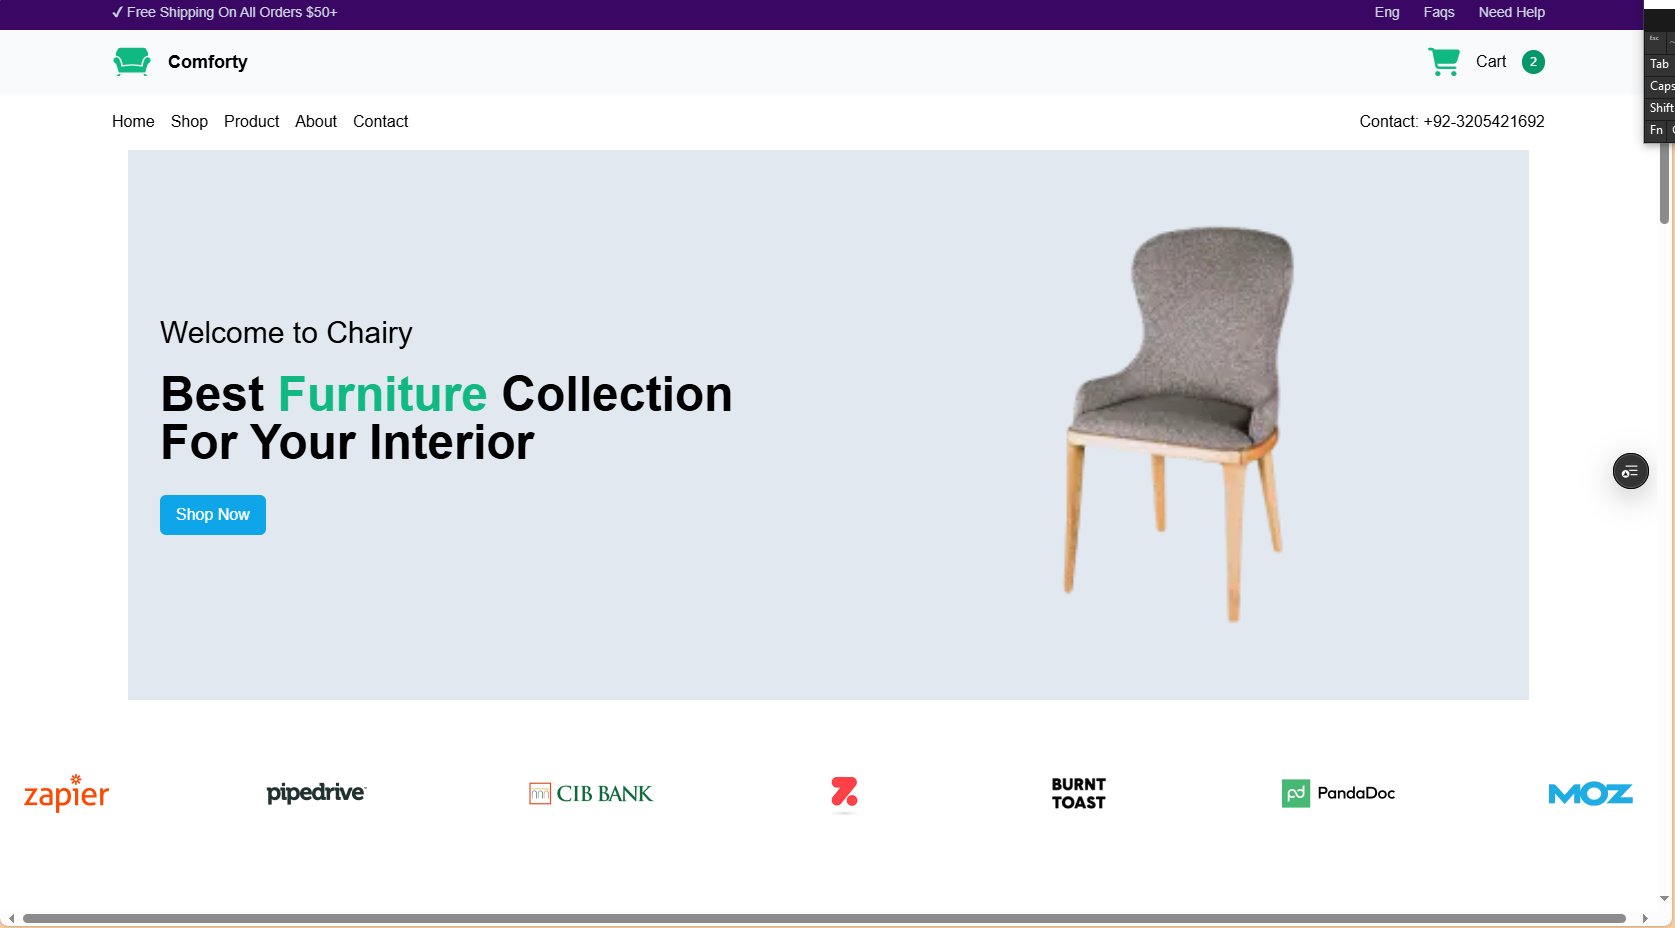 ✓ Free Shipping On All Orders $50+
Eng Faqs Need Help
Comforty
Cart 2
Home Shop Product About Contact
Contact: +92-3205421692
Esc
Tab
Caps
Shift
Fn
Welcome to Chairy
Best Furniture Collection
For Your Interior
Shop Now
zapier
pipedrive
CIB BANK
BURNT
TOAST
pd PandaDoc
MOZ